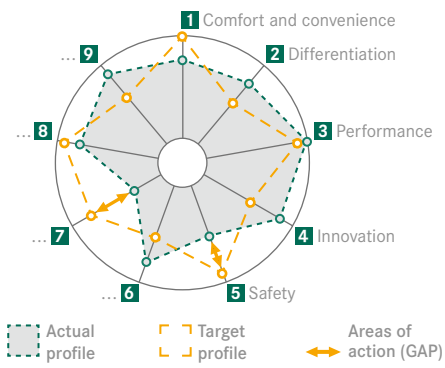 1 Comfort and convenience
... 9
2 Differentiation
... 8
3 Performance
... 7
4 Innovation
... 6
5 Safety
Actual
profile
Target
profile
Areas of
action (GAP)